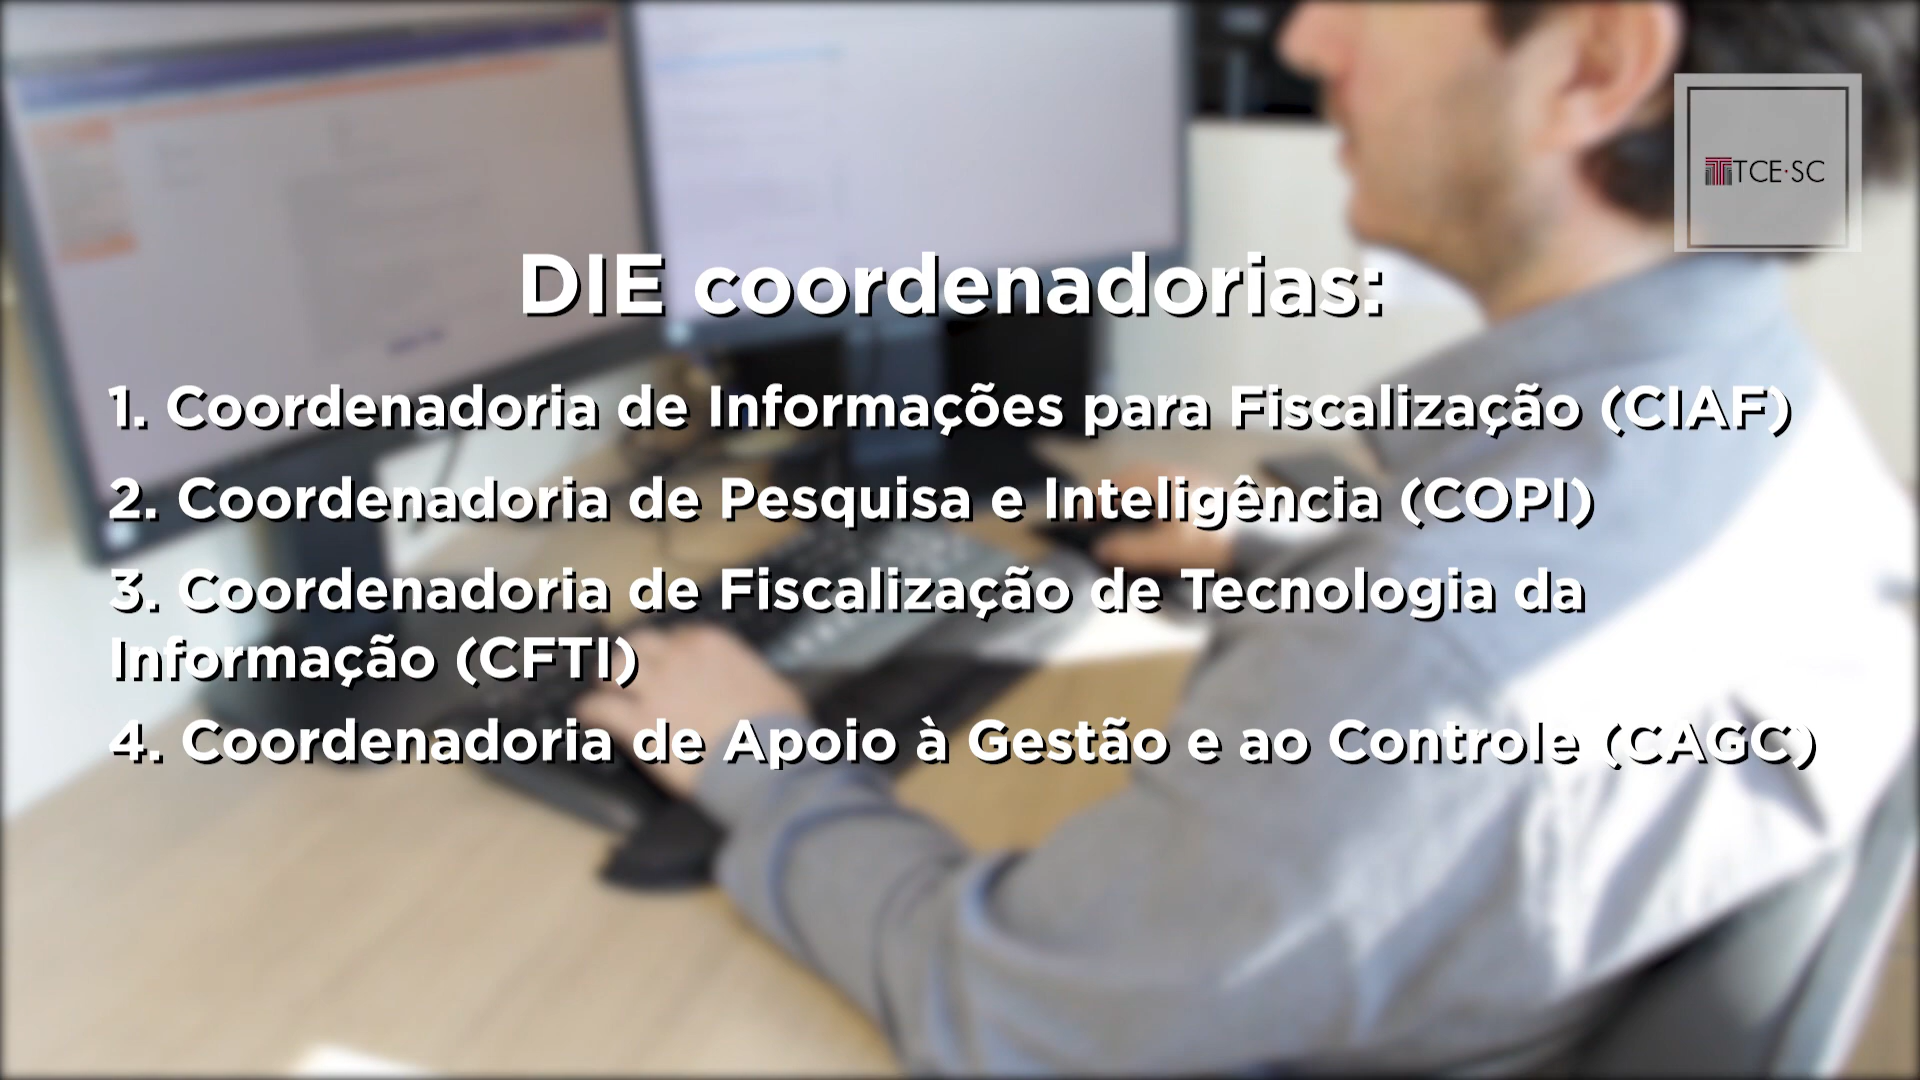 TCE·SC
DIE coordenadorias:
1. Coordenadoria de Informações para Fiscalização (CIAF)
2. Coordenadoria de Pesquisa e Inteligência (COPI)
3. Coordenadoria de Fiscalização de Tecnologia da
Informação (CFTI)
4. Coordenadoria de Apoio à Gestão e ao Controle (CAGC)